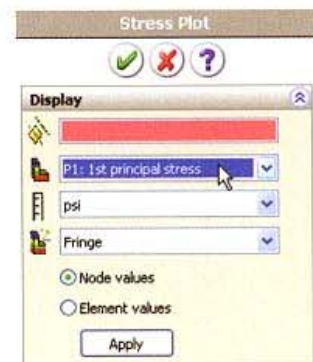 Stress Plot
?
Display
P1: 1st principal stress
psi
Fringe
Node values
Element values
Apply